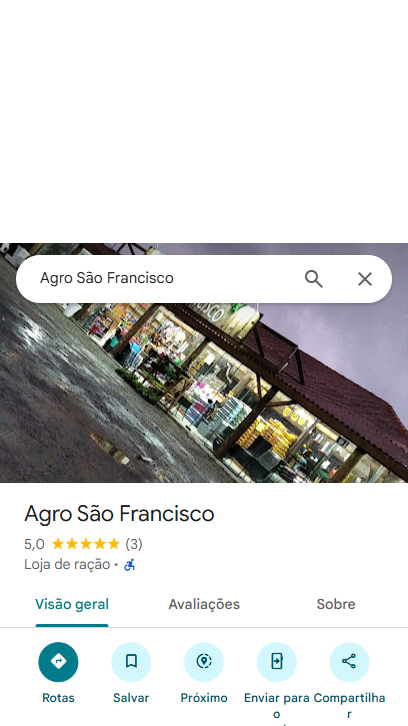 Agro São Francisco
Agro São Francisco
5,0 (3)
Loja de ração ·
Visão geral Avaliações Sobre
Rotas Salvar Próximo Enviar para Compartilha
o r